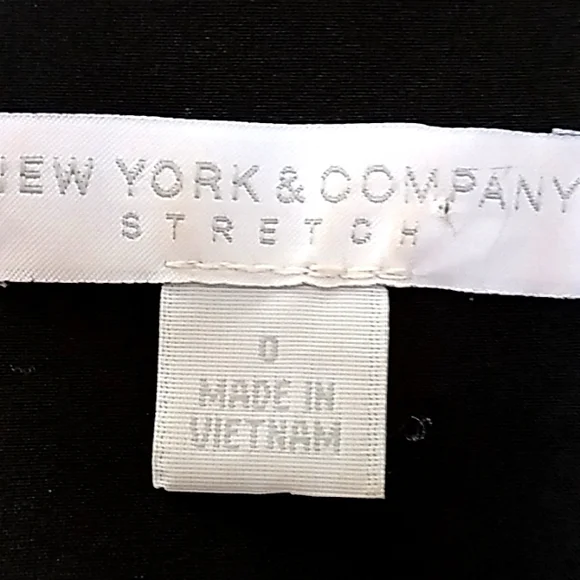 NEW YORK & COMPANY
STRETCH
0
MADE IN
VIETNAM